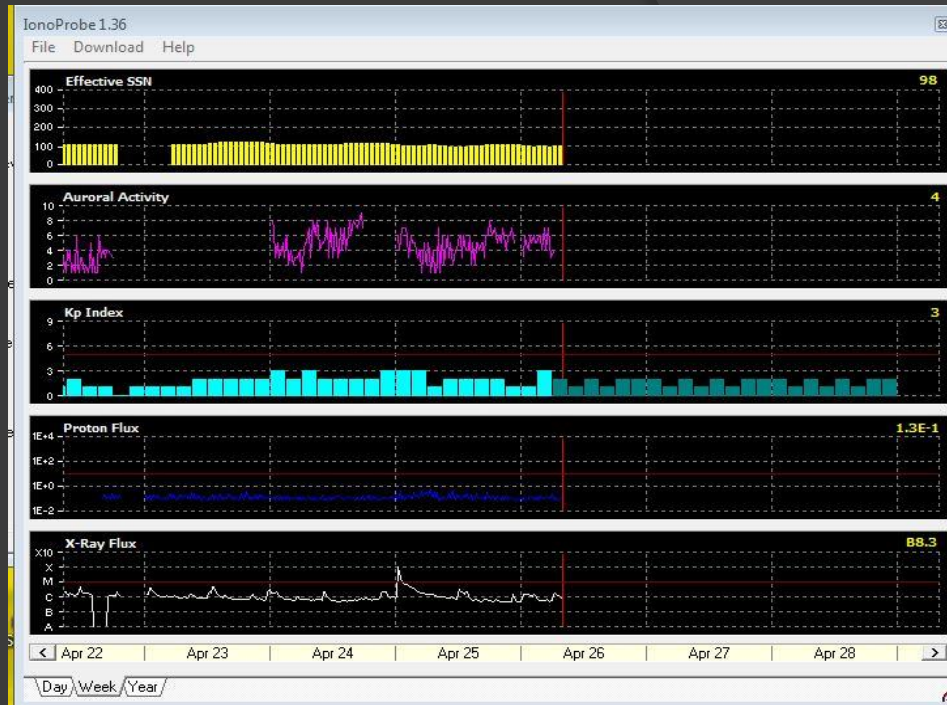 IonoProbe 1.36
File Download Help
Effective SSN 98
400
300
200
100
0
Auroral Activity 4
10
8
6
4
2
0
Kp Index 3
9
6
3
0
Proton Flux 1.3E-1
1E+4
1E+2
1E+0
1E-2
X-Ray Flux B8.3
X10
X
M
C
B
A
< Apr 22 Apr 23 Apr 24 Apr 25 Apr 26 Apr 27 Apr 28 >
Day Week Year